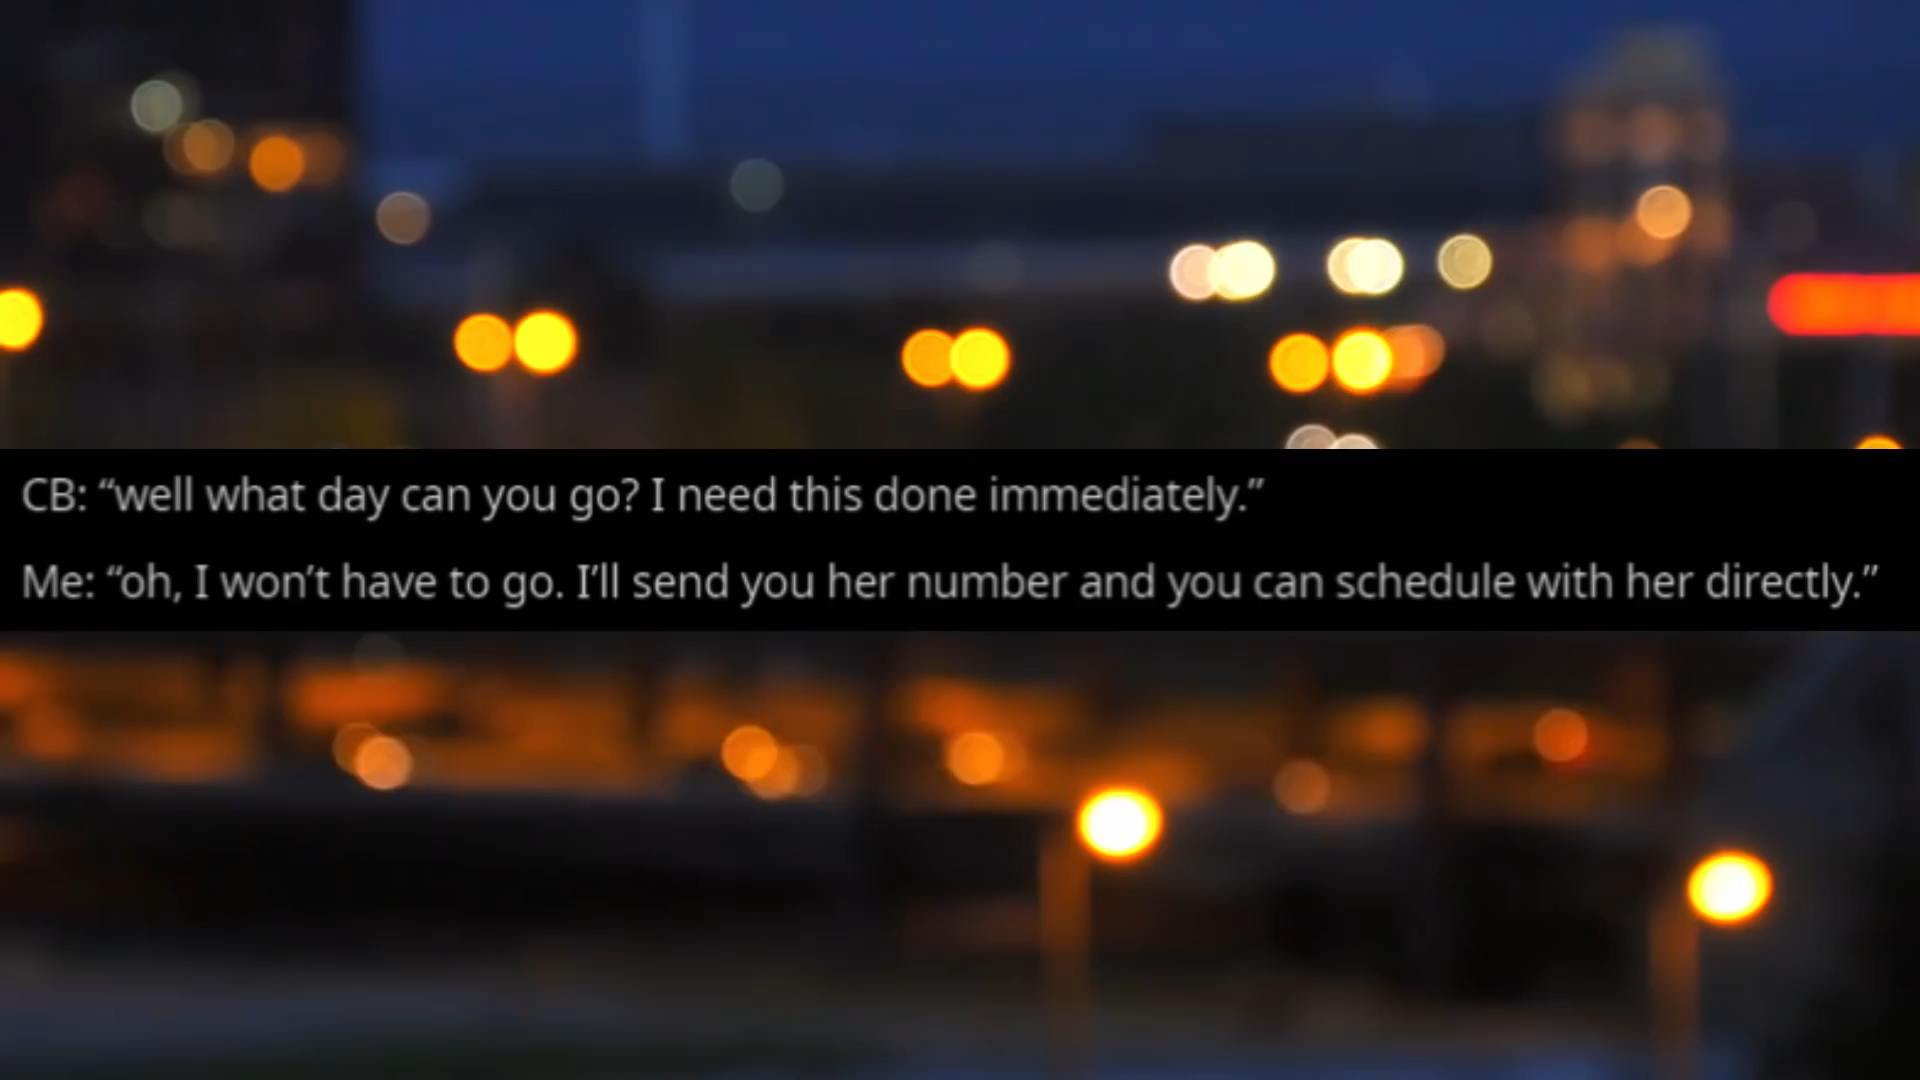 CB: “well what day can you go? I need this done immediately.”
Me: “oh, I won’t have to go. I’ll send you her number and you can schedule with her directly.”